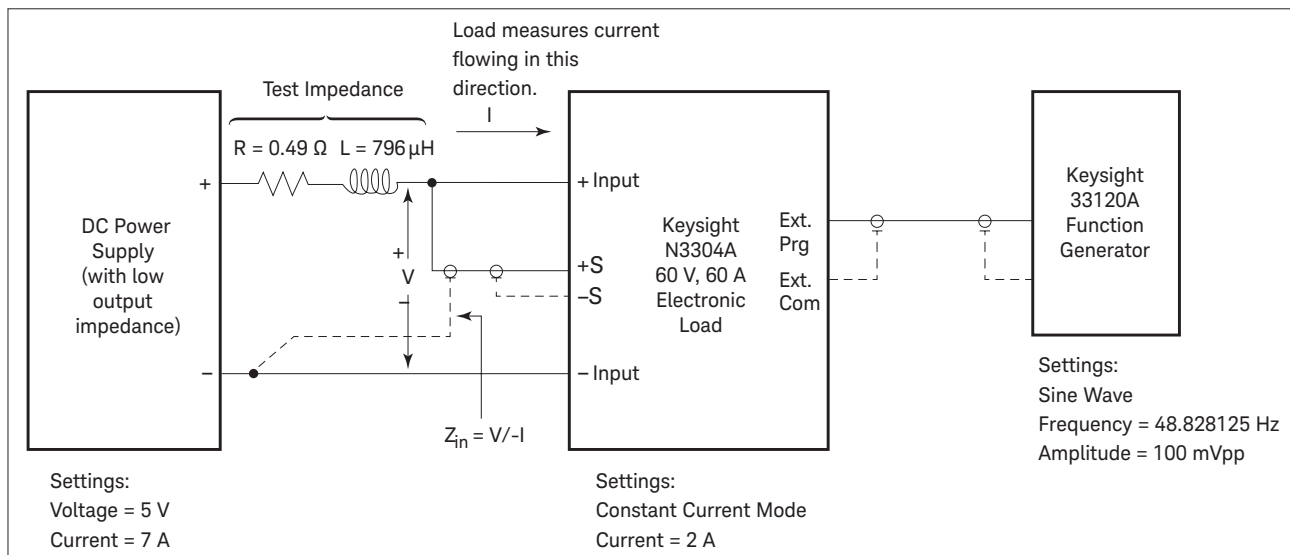 Load measures current
flowing in this
direction.
I
Test Impedance
R = 0.49 Ω L = 796 µH
+
–
DC Power
Supply
(with low
output
impedance)
+
V
–
+ Input
+S
–S
– Input
Keysight
N3304A
60 V, 60 A
Electronic
Load
Ext.
Prg
Ext.
Com
Keysight
33120A
Function
Generator
Zin = V/-I
Settings:
Voltage = 5 V
Current = 7 A
Settings:
Constant Current Mode
Current = 2 A
Settings:
Sine Wave
Frequency = 48.828125 Hz
Amplitude = 100 mVpp